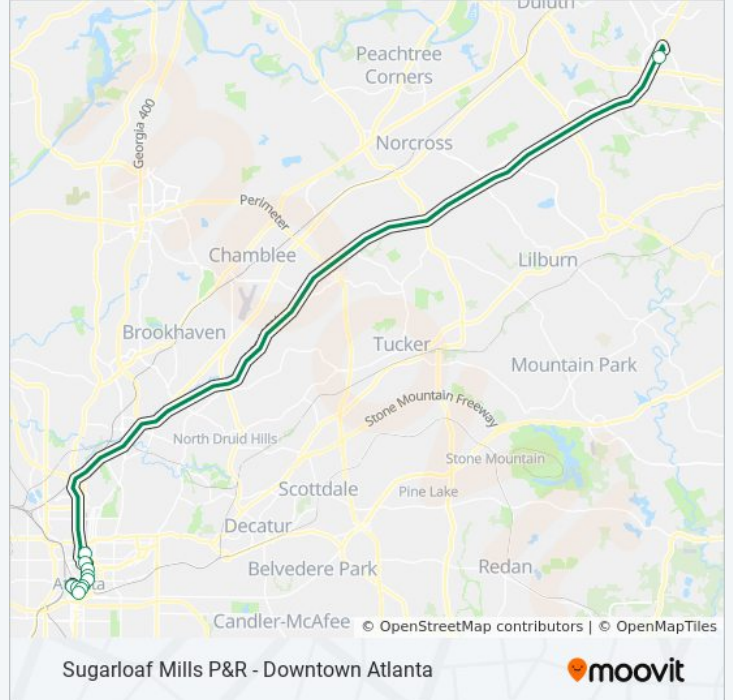 Duluth
Peachtree
Corners
Georgia 400
Norcross
Perimeter
Chamblee
Lilburn
Brookhaven
Tucker
Mountain Park
Stone Mountain Freeway
North Druid Hills
Stone Mountain
Scottdale
Pine Lake
Decatur
Belvedere Park
Redan
Atlanta
Candler-McAfee
© OpenStreetMap contributors | © OpenMapTiles
Sugarloaf Mills P&R - Downtown Atlanta
moovit